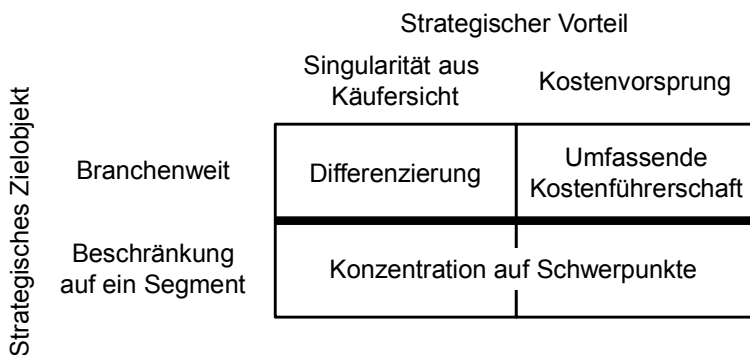 Strategischer Vorteil
Singularität aus
Käufersicht
Kostenvorsprung
Strategisches Zielobjekt
Branchenweit
Differenzierung
Umfassende
Kostenführerschaft
Beschränkung
auf ein Segment
Konzentration auf Schwerpunkte